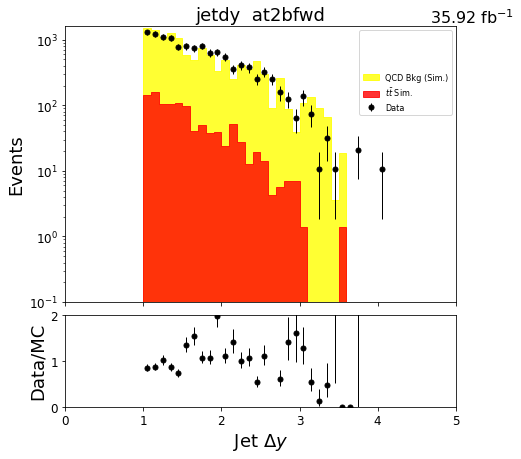 jetdy at2bfwd
35.92 fb⁻¹
QCD Bkg (Sim.)
tt̄ Sim.
Data
Events
10³
10²
10¹
10⁰
10⁻¹
Data/MC
2
1
0
0 1 2 3 4 5
Jet Δy